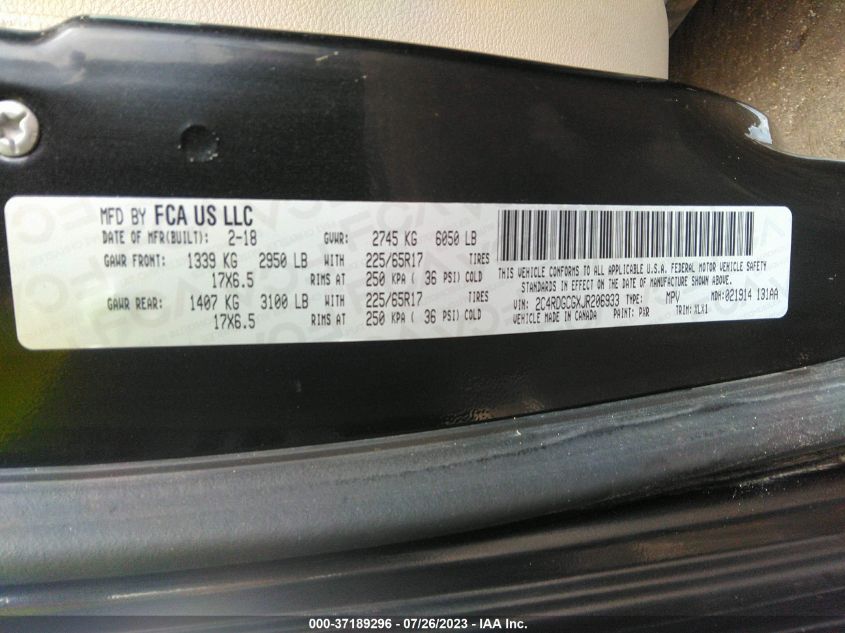 MFD BY FCA US LLC
DATE OF MFR(BUILT): 2-18 GVWR: 2745 KG 6050 LB
GAWR FRONT: 1339 KG 2950 LB WITH 225/65R17 TIRES
17X6.5 RIMS AT 250 KPA ( 36 PSI) COLD
GAWR REAR: 1407 KG 3100 LB WITH 225/65R17 TIRES
17X6.5 RIMS AT 250 KPA ( 36 PSI) COLD
THIS VEHICLE CONFORMS TO ALL APPLICABLE U.S.A. FEDERAL MOTOR VEHICLE SAFETY
STANDARDS IN EFFECT ON THE DATE OF MANUFACTURE SHOWN ABOVE.
VIN: 2C4RDGCGXJR206933 TYPE: MPV MDH:021914 131AA
VEHICLE MADE IN CANADA PAINT: PXR TRIM: XLX1
000-37189296 - 07/26/2023 - IAA Inc.